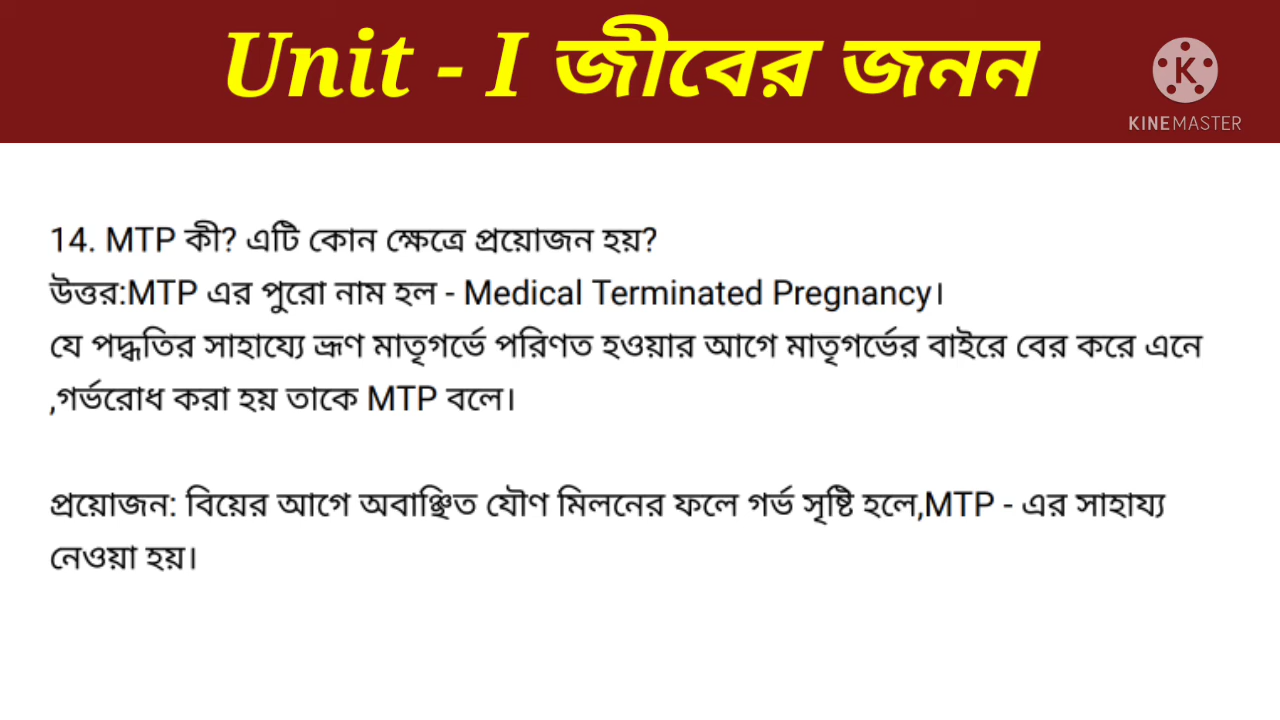 Unit - I জীবের জনন
K
KINEMASTER
14. MTP কী? এটি কোন ক্ষেত্রে প্রয়োজন হয়?
উত্তর:MTP এর পুরো নাম হল - Medical Terminated Pregnancy।
যে পদ্ধতির সাহায্যে ভ্রূণ মাতৃগর্ভে পরিণত হওয়ার আগে মাতৃগর্ভের বাইরে বের করে এনে
,গর্ভরোধ করা হয় তাকে MTP বলে।
প্রয়োজন: বিয়ের আগে অবাঞ্ছিত যৌণ মিলনের ফলে গর্ভ সৃষ্টি হলে,MTP - এর সাহায্য
নেওয়া হয়।